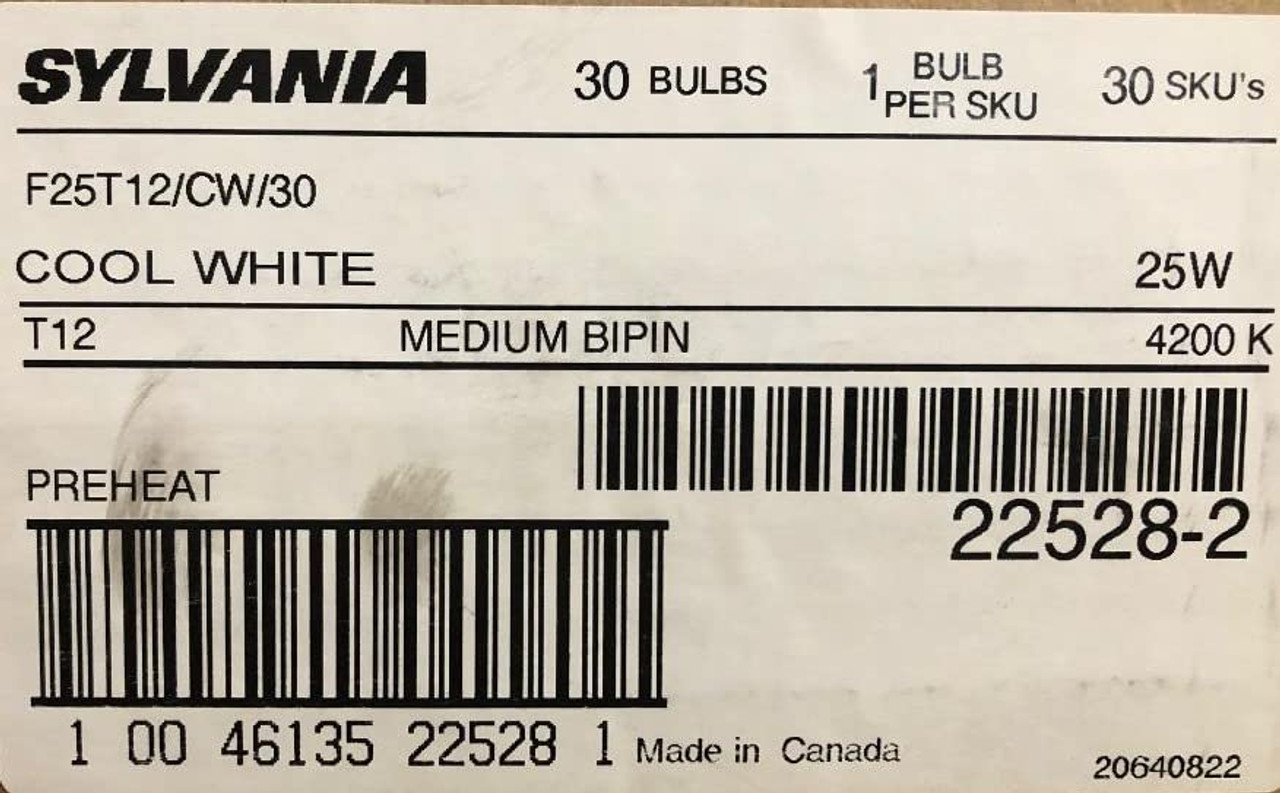 SYLVANIA 30 BULBS 1 BULB PER SKU 30 SKU's
F25T12/CW/30
COOL WHITE 25W
T12 MEDIUM BIPIN 4200 K
PREHEAT
22528-2
1 00 46135 22528 1 Made in Canada 20640822